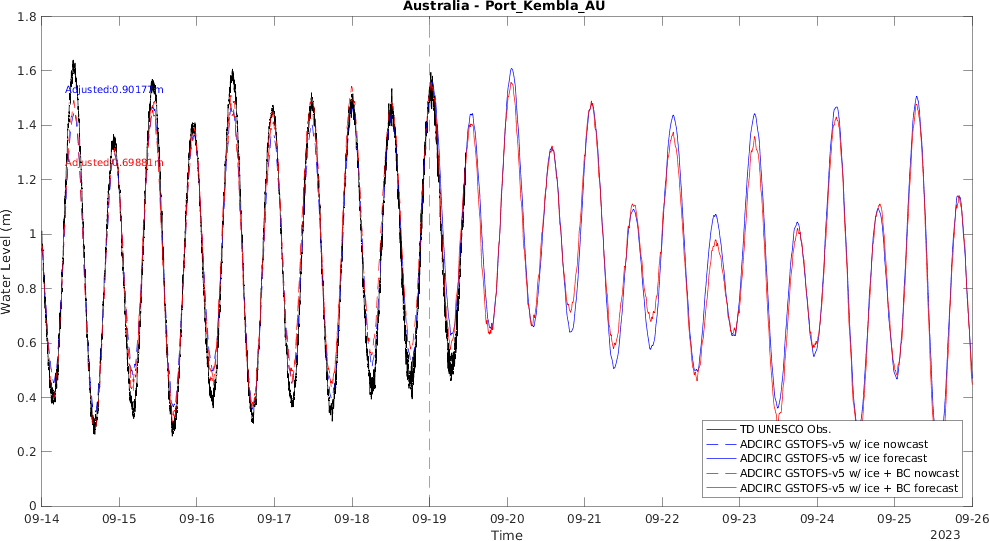 Australia - Port_Kembla_AU
1.8
1.6
1.4
1.2
1
0.8
0.6
0.4
0.2
0
Water Level (m)
Adjusted:0.90177m
Adjusted:0.69881m
TD UNESCO Obs.
ADCIRC GSTOFS-v5 w/ ice nowcast
ADCIRC GSTOFS-v5 w/ ice forecast
ADCIRC GSTOFS-v5 w/ ice + BC nowcast
ADCIRC GSTOFS-v5 w/ ice + BC forecast
09-14 09-15 09-16 09-17 09-18 09-19 09-20 09-21 09-22 09-23 09-24 09-25 09-26
Time
2023